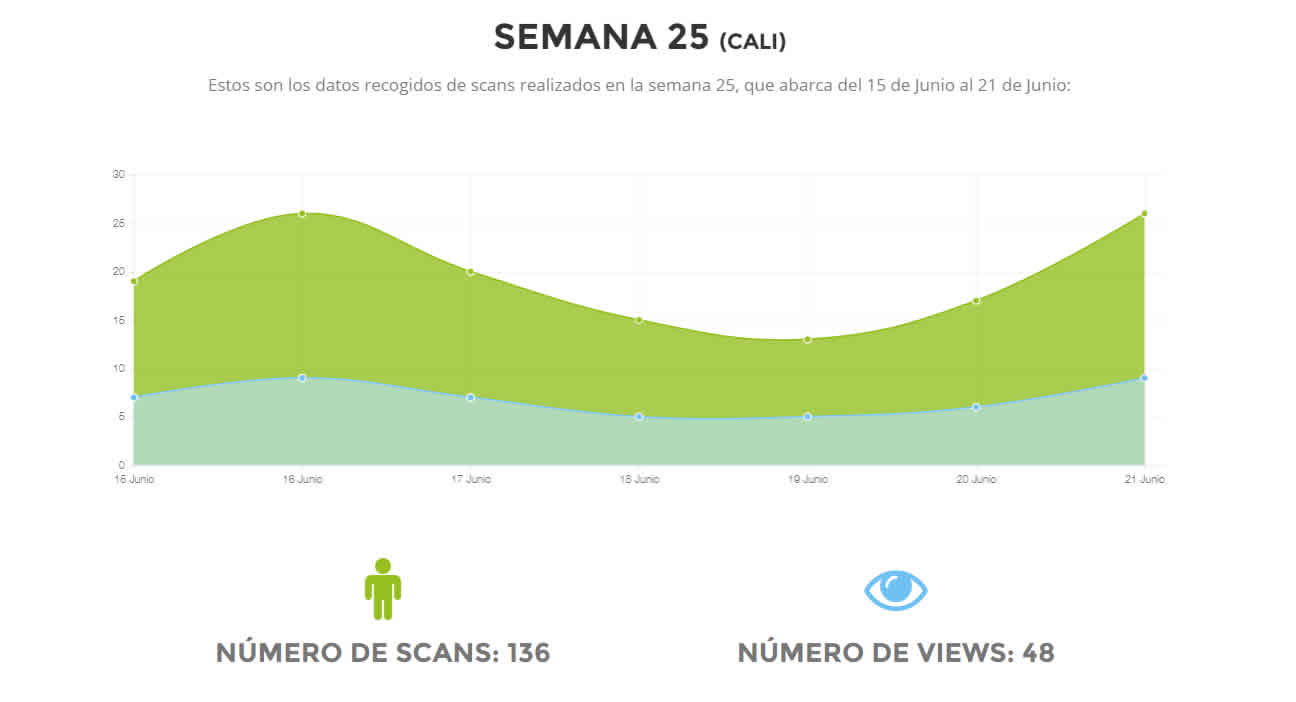 SEMANA 25 (CALI)
Estos son los datos recogidos de scans realizados en la semana 25, que abarca del 15 de Junio al 21 de Junio:
30
25
20
15
10
5
0
15 Junio
16 Junio
17 Junio
18 Junio
19 Junio
20 Junio
21 Junio
NÚMERO DE SCANS: 136
NÚMERO DE VIEWS: 48